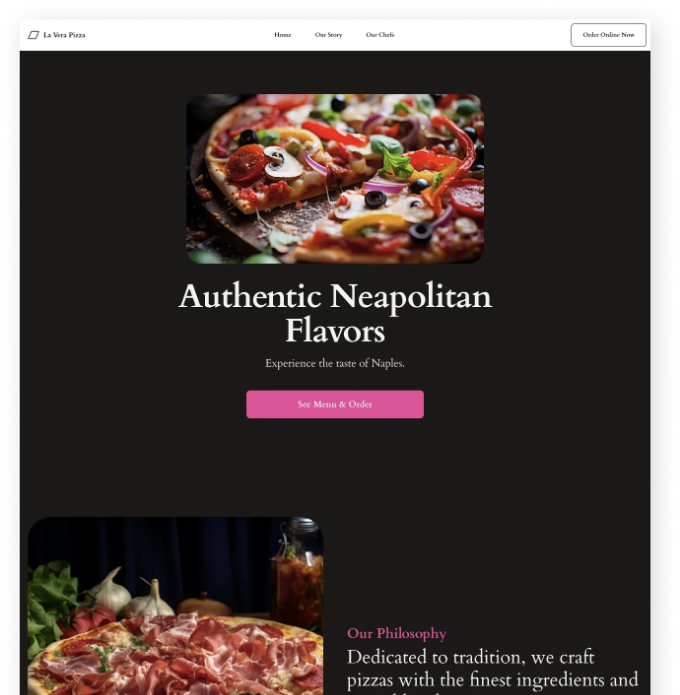 La Vera Pizza
Home
Our Story
Our Chefs
Order Online Now
Authentic Neapolitan
Flavors
Experience the taste of Naples.
See Menu & Order
Our Philosophy
Dedicated to tradition, we craft
pizzas with the finest ingredients and